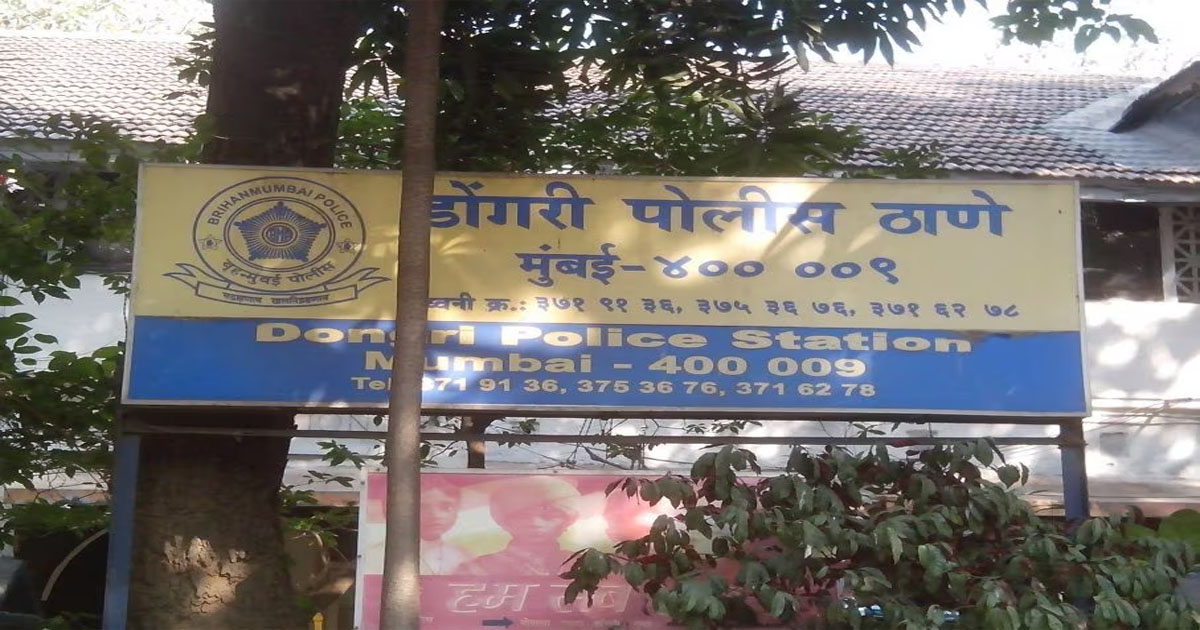 BRIHANMUMBAI POLICE
बृहन्मुंबई पोलीस
डोंगरी पोलीस ठाणे
मुंबई - ४०० ००९
क्र.: ३७१ ९१ ३६, ३७५ ३६ ७६, ३७१ ६२ ७८
Dongri Police Station
Mumbai - 400 009
Tel 371 91 36, 375 36 76, 371 62 78
हम सब